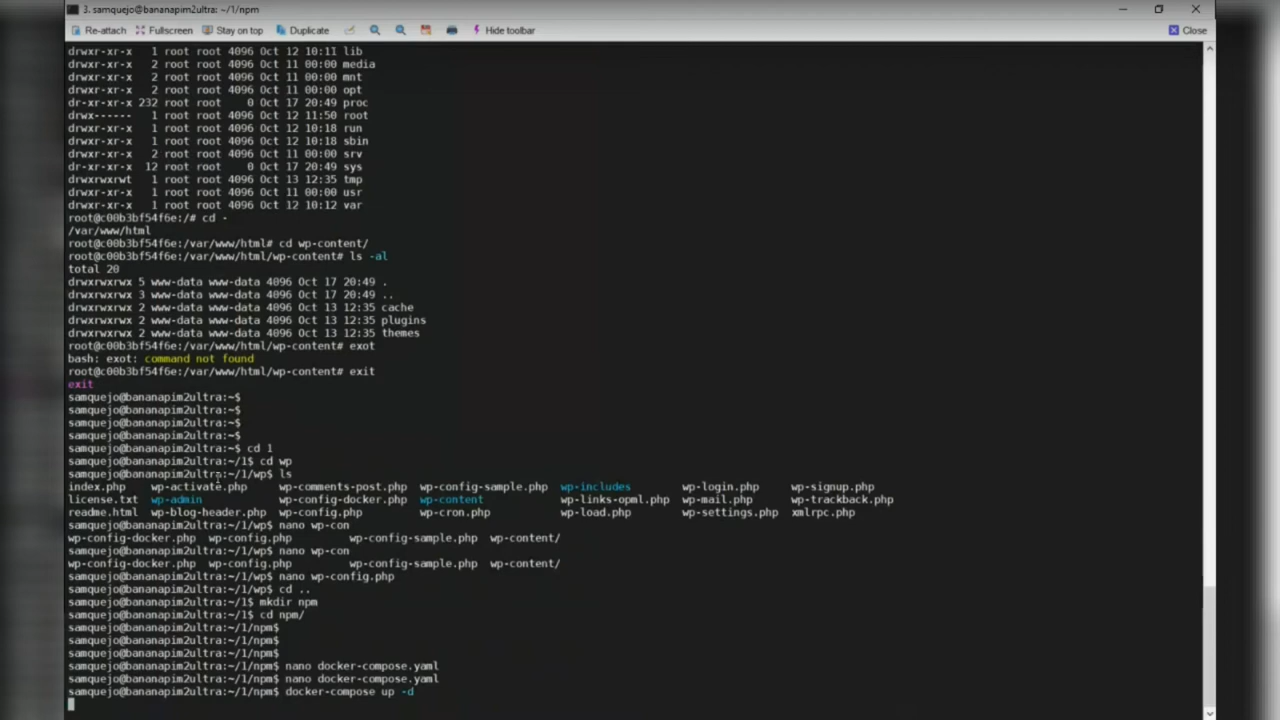 3. samquejo@bananapim2ultra: ~/1/npm
Re-attach Fullscreen Stay on top Duplicate Hide toolbar Close
drwxr-xr-x 1 root root 4096 Oct 12 10:11 lib
drwxr-xr-x 2 root root 4096 Oct 11 00:00 media
drwxr-xr-x 2 root root 4096 Oct 11 00:00 mnt
drwxr-xr-x 2 root root 4096 Oct 11 00:00 opt
dr-xr-xr-x 232 root root 0 Oct 17 20:49 proc
drwx------ 1 root root 4096 Oct 12 11:50 root
drwxr-xr-x 1 root root 4096 Oct 12 10:18 run
drwxr-xr-x 1 root root 4096 Oct 12 10:18 sbin
drwxr-xr-x 2 root root 4096 Oct 11 00:00 srv
dr-xr-xr-x 12 root root 0 Oct 17 20:49 sys
drwxrwxrwt 1 root root 4096 Oct 13 12:35 tmp
drwxr-xr-x 1 root root 4096 Oct 11 00:00 usr
drwxr-xr-x 1 root root 4096 Oct 12 10:12 var
root@c00b3bf54f6e:/# cd -
/var/www/html
root@c00b3bf54f6e:/var/www/html# cd wp-content/
root@c00b3bf54f6e:/var/www/html/wp-content# ls -al
total 20
drwxrwxrwx 5 www-data www-data 4096 Oct 17 20:49 .
drwxrwxrwx 3 www-data www-data 4096 Oct 17 20:49 ..
drwxrwxrwx 2 www-data www-data 4096 Oct 13 12:35 cache
drwxrwxrwx 2 www-data www-data 4096 Oct 13 12:35 plugins
drwxrwxrwx 2 www-data www-data 4096 Oct 13 12:35 themes
root@c00b3bf54f6e:/var/www/html/wp-content# exot
bash: exot: command not found
root@c00b3bf54f6e:/var/www/html/wp-content# exit
exit
samquejo@bananapim2ultra:~$
samquejo@bananapim2ultra:~$
samquejo@bananapim2ultra:~$
samquejo@bananapim2ultra:~$
samquejo@bananapim2ultra:~$ cd 1
samquejo@bananapim2ultra:~/1$ cd wp
samquejo@bananapim2ultra:~/1/wp$ ls
index.php wp-activate.php wp-comments-post.php wp-config-sample.php wp-includes wp-login.php wp-signup.php
license.txt wp-admin wp-config-docker.php wp-content wp-links-opml.php wp-mail.php wp-trackback.php
readme.html wp-blog-header.php wp-config.php wp-cron.php wp-load.php wp-settings.php xmlrpc.php
samquejo@bananapim2ultra:~/1/wp$ nano wp-con
wp-config-docker.php wp-config.php wp-config-sample.php wp-content/
samquejo@bananapim2ultra:~/1/wp$ nano wp-con
wp-config-docker.php wp-config.php wp-config-sample.php wp-content/
samquejo@bananapim2ultra:~/1/wp$ nano wp-config.php
samquejo@bananapim2ultra:~/1/wp$ cd ..
samquejo@bananapim2ultra:~/1$ mkdir npm
samquejo@bananapim2ultra:~/1$ cd npm/
samquejo@bananapim2ultra:~/1/npm$
samquejo@bananapim2ultra:~/1/npm$
samquejo@bananapim2ultra:~/1/npm$
samquejo@bananapim2ultra:~/1/npm$ nano docker-compose.yaml
samquejo@bananapim2ultra:~/1/npm$ nano docker-compose.yaml
samquejo@bananapim2ultra:~/1/npm$ docker-compose up -d